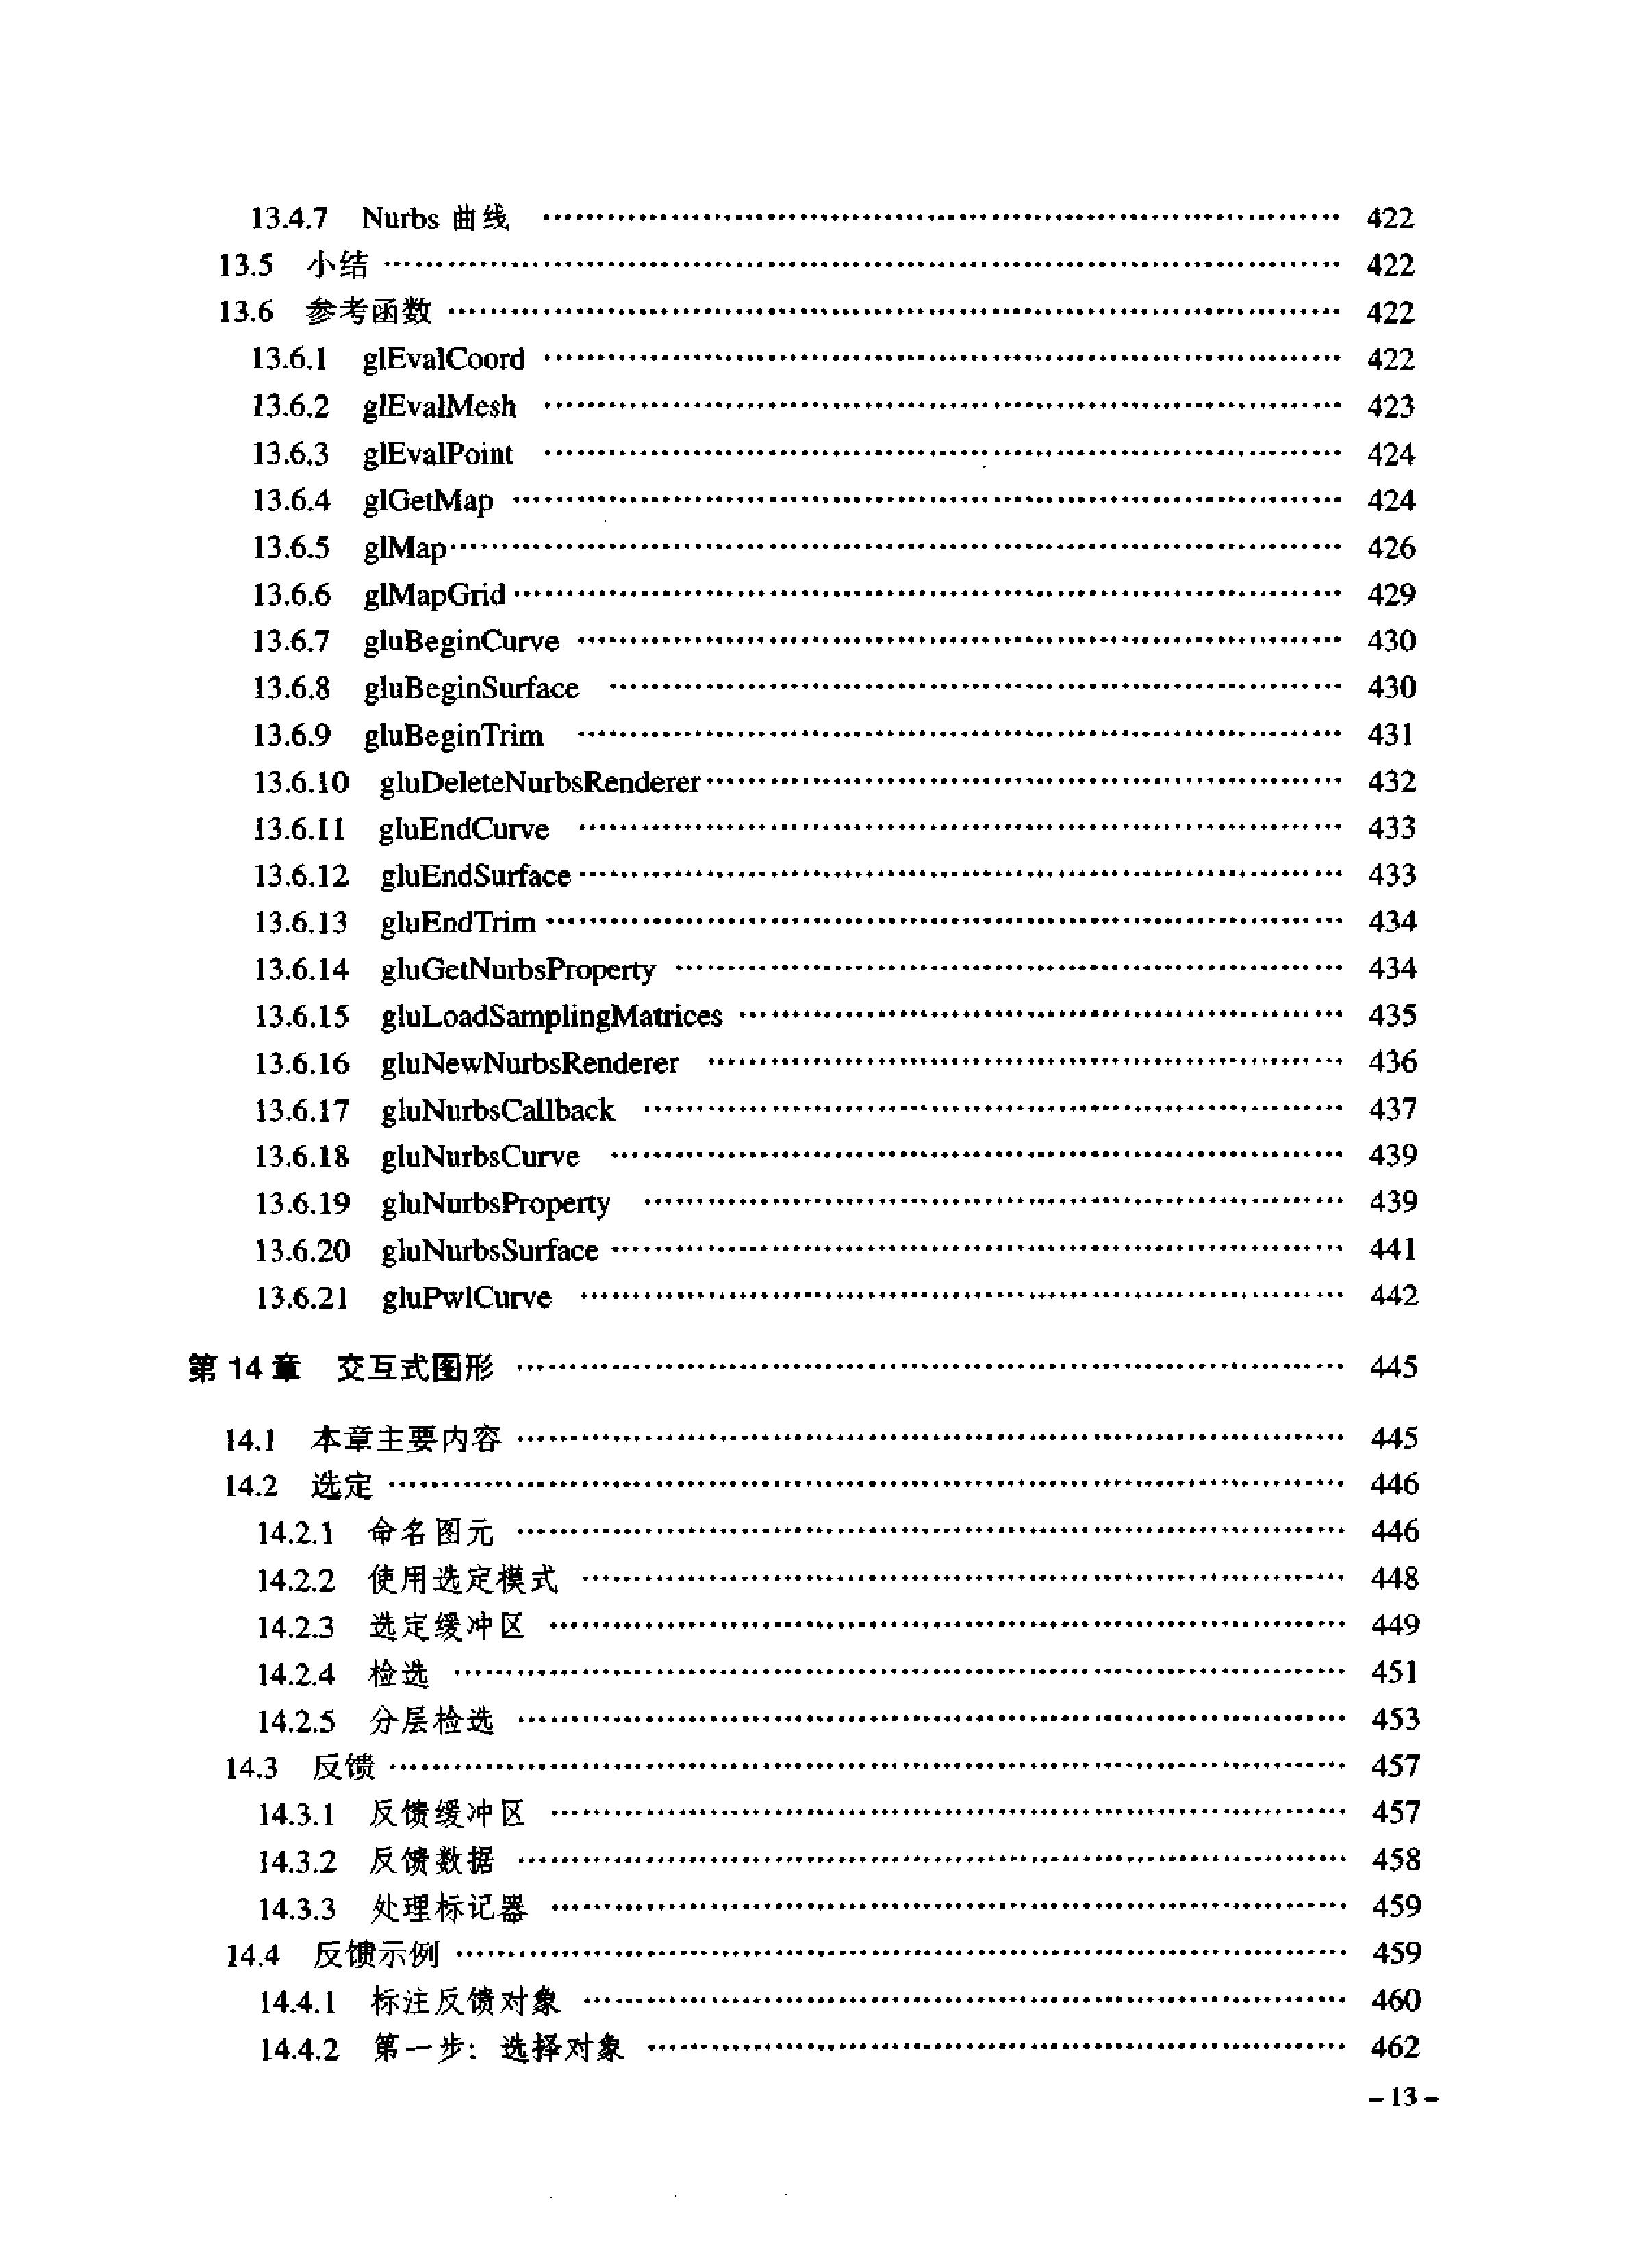 13.4.7 Nurbs 曲线 …… 422
13.5 小结 …… 422
13.6 参考函数 …… 422
13.6.1 glEvalCoord …… 422
13.6.2 glEvalMesh …… 423
13.6.3 glEvalPoint …… 424
13.6.4 glGetMap …… 424
13.6.5 glMap …… 426
13.6.6 glMapGrid …… 429
13.6.7 gluBeginCurve …… 430
13.6.8 gluBeginSurface …… 430
13.6.9 gluBeginTrim …… 431
13.6.10 gluDeleteNurbsRenderer …… 432
13.6.11 gluEndCurve …… 433
13.6.12 gluEndSurface …… 433
13.6.13 gluEndTrim …… 434
13.6.14 gluGetNurbsProperty …… 434
13.6.15 gluLoadSamplingMatrices …… 435
13.6.16 gluNewNurbsRenderer …… 436
13.6.17 gluNurbsCallback …… 437
13.6.18 gluNurbsCurve …… 439
13.6.19 gluNurbsProperty …… 439
13.6.20 gluNurbsSurface …… 441
13.6.21 gluPwlCurve …… 442
第 14 章 交互式图形 …… 445
14.1 本章主要内容 …… 445
14.2 选定 …… 446
14.2.1 命名图元 …… 446
14.2.2 使用选定模式 …… 448
14.2.3 选定缓冲区 …… 449
14.2.4 检选 …… 451
14.2.5 分层检选 …… 453
14.3 反馈 …… 457
14.3.1 反馈缓冲区 …… 457
14.3.2 反馈数据 …… 458
14.3.3 处理标记器 …… 459
14.4 反馈示例 …… 459
14.4.1 标注反馈对象 …… 460
14.4.2 第一步：选择对象 …… 462
- 13 -